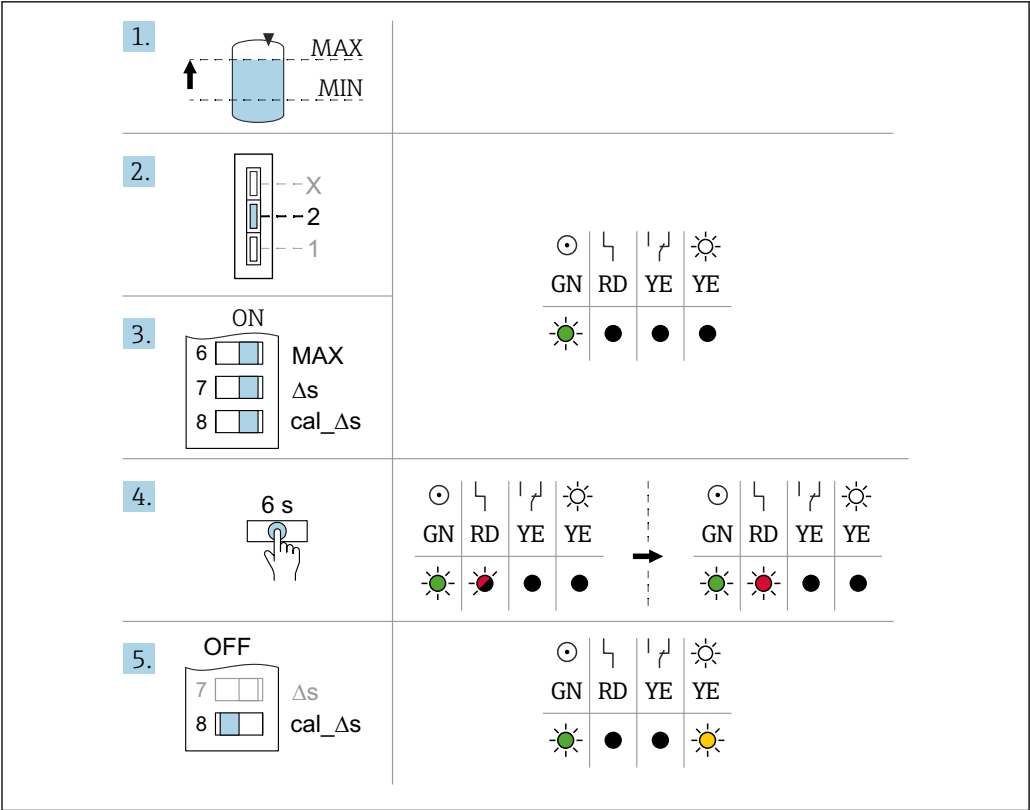 1.
MAX
MIN
2.
X
2
1
3.
ON
6 MAX
7 Δs
8 cal_Δs
GN RD YE YE
4.
6 s
GN RD YE YE
GN RD YE YE
5.
OFF
7 Δs
8 cal_Δs
GN RD YE YE